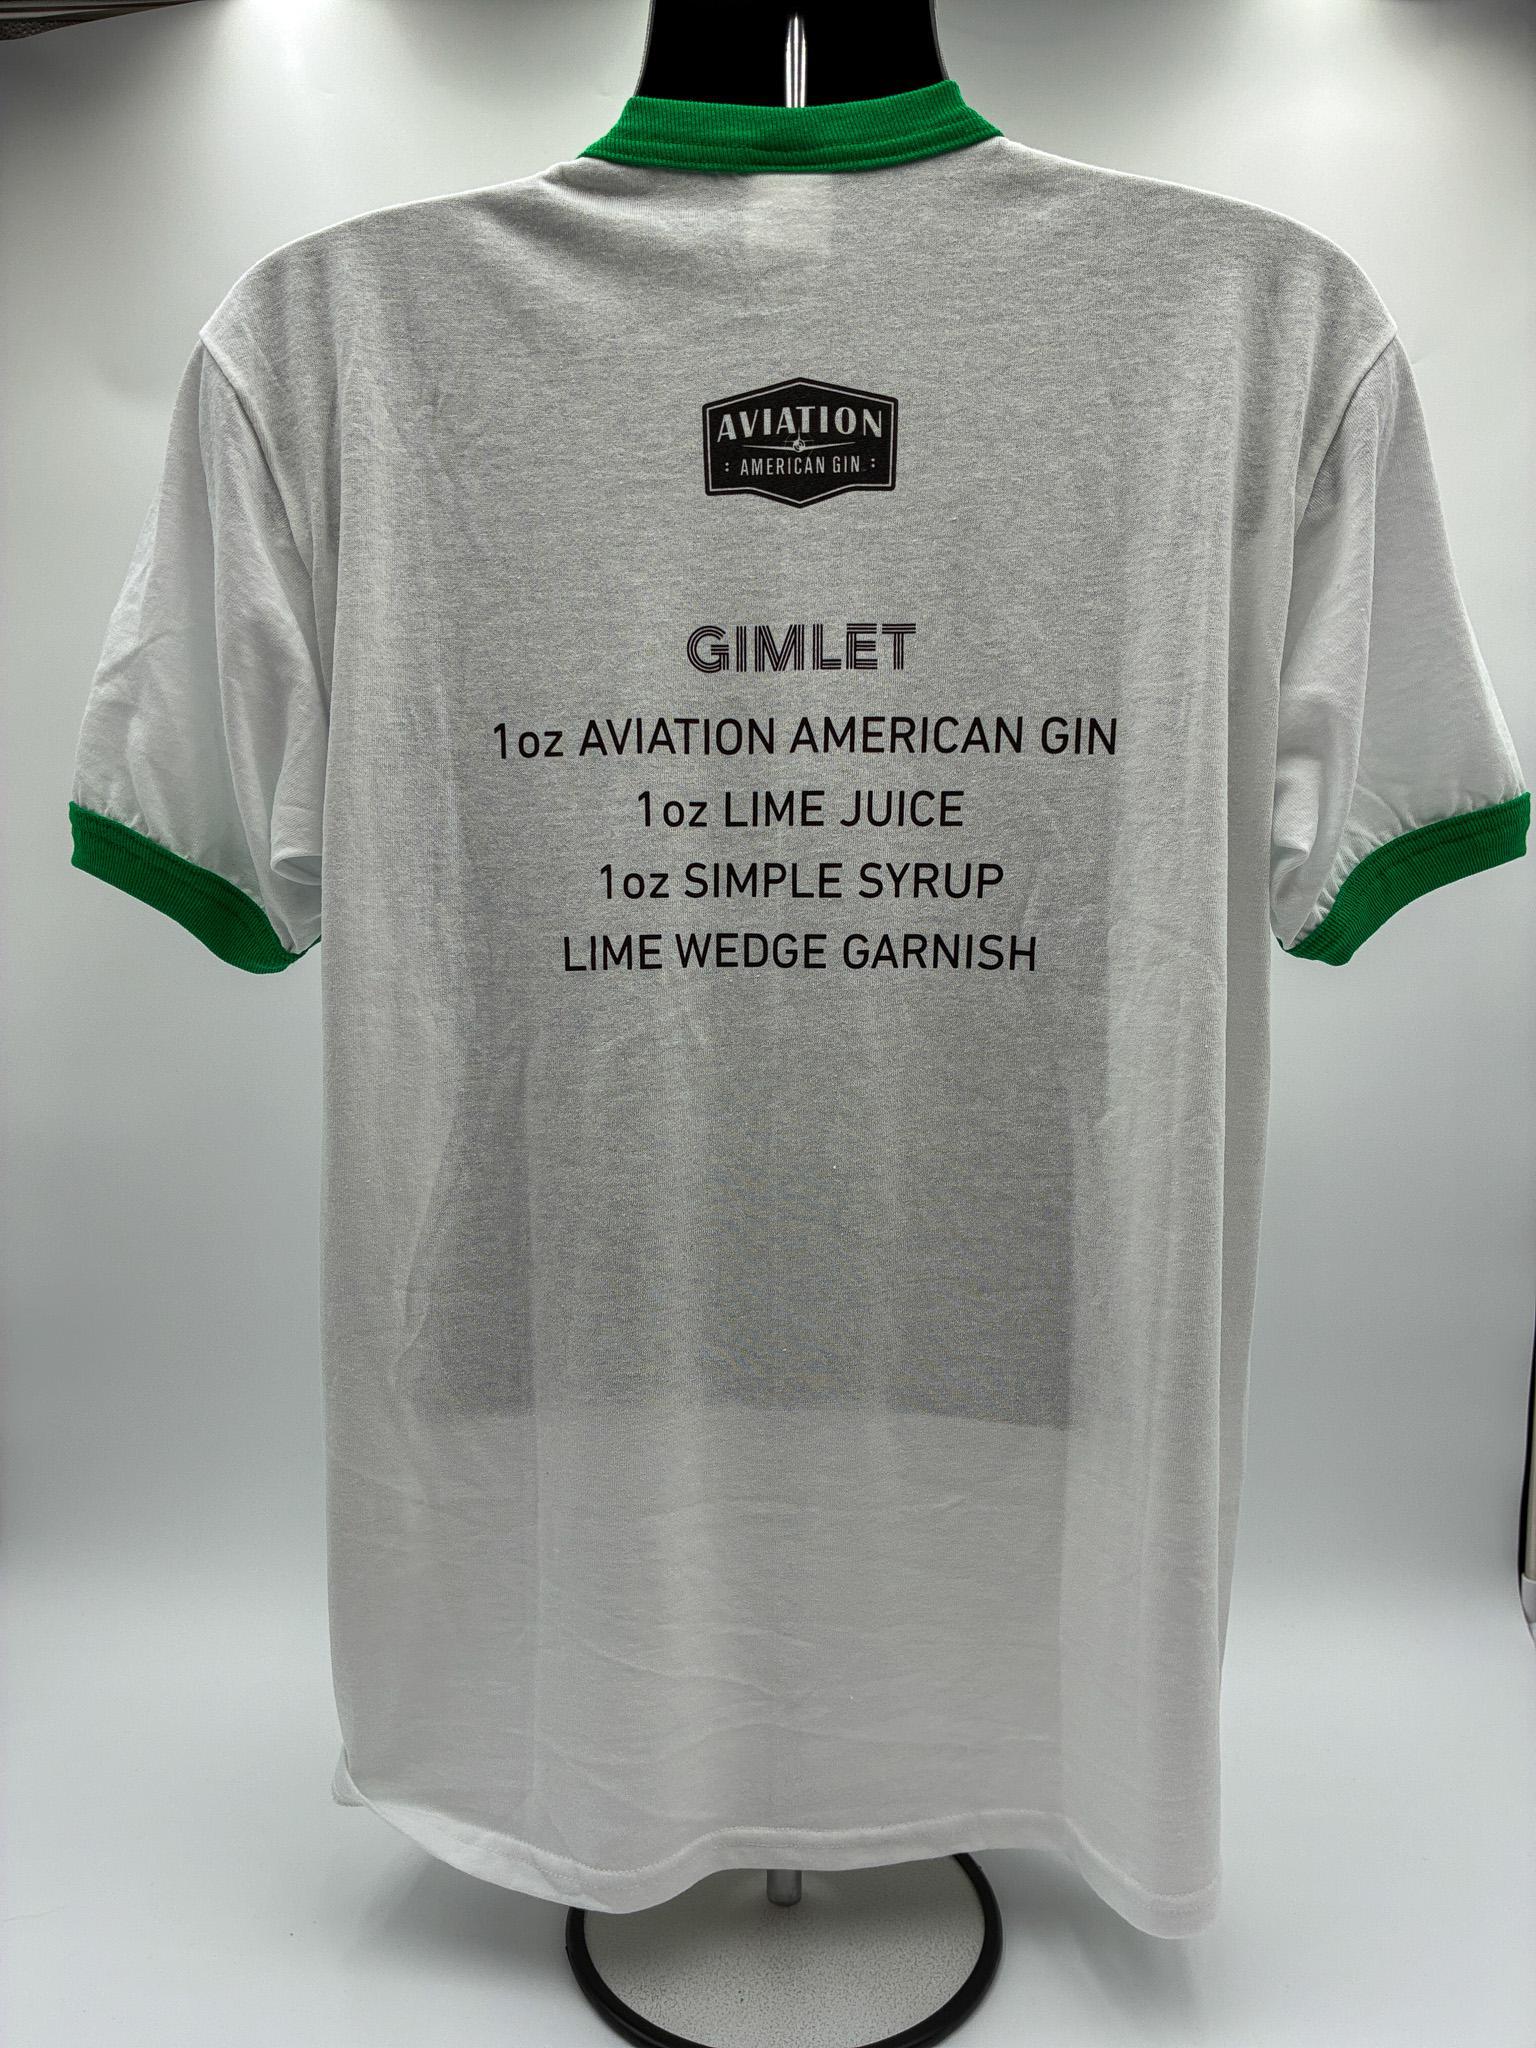 AVIATION
: AMERICAN GIN :
GIMLET
1oz AVIATION AMERICAN GIN
1oz LIME JUICE
1oz SIMPLE SYRUP
LIME WEDGE GARNISH